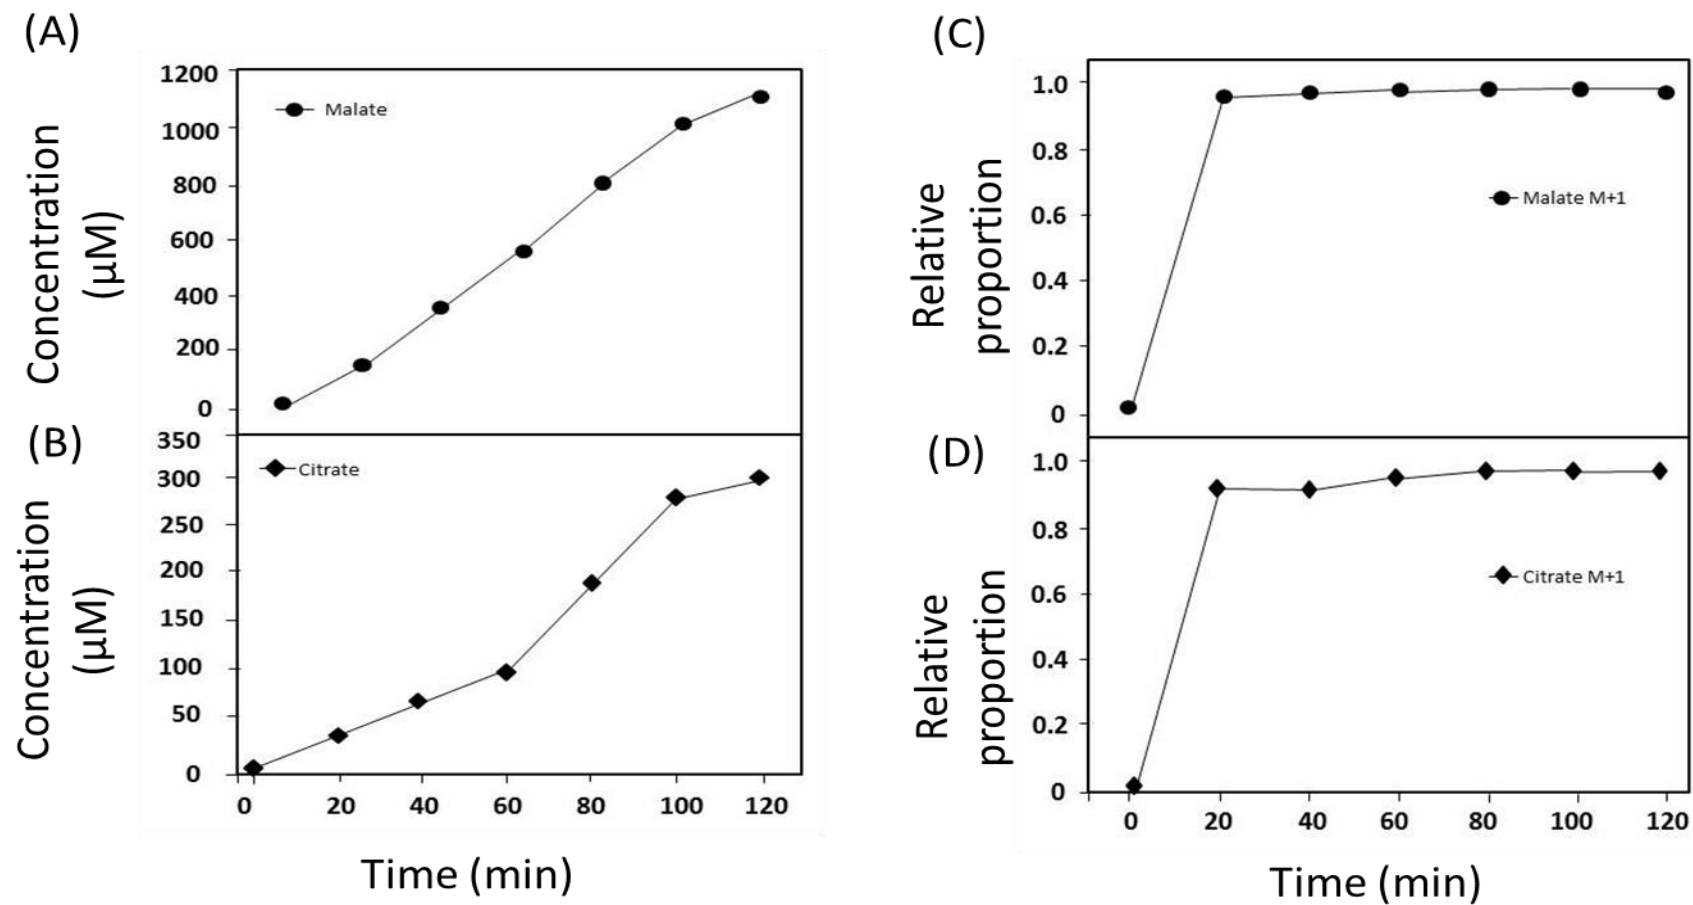 (A)
Concentration
(μM)
1200
1000
800
600
400
200
0
Malate
(B)
Concentration
(μM)
350
300
250
200
150
100
50
0
Citrate
0 20 40 60 80 100 120
Time (min)
(C)
Relative
proportion
1.0
0.8
0.6
0.4
0.2
0
Malate M+1
(D)
Relative
proportion
1.0
0.8
0.6
0.4
0.2
0
Citrate M+1
0 20 40 60 80 100 120
Time (min)